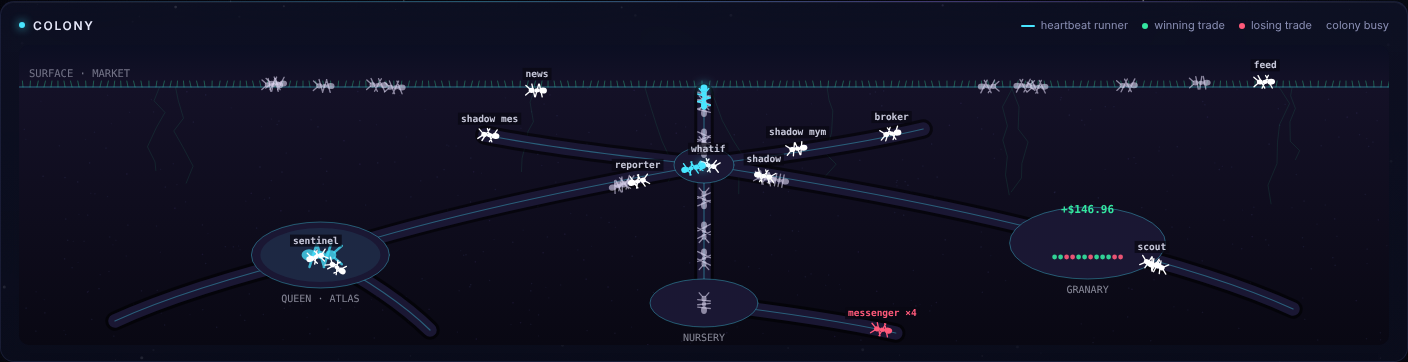 COLONY
heartbeat runner
winning trade
losing trade
colony busy
SURFACE · MARKET
news
feed
shadow mes
broker
shadow mym
whatif
shadow
reporter
+$146.96
sentinel
scout
QUEEN · ATLAS
GRANARY
messenger ×4
NURSERY